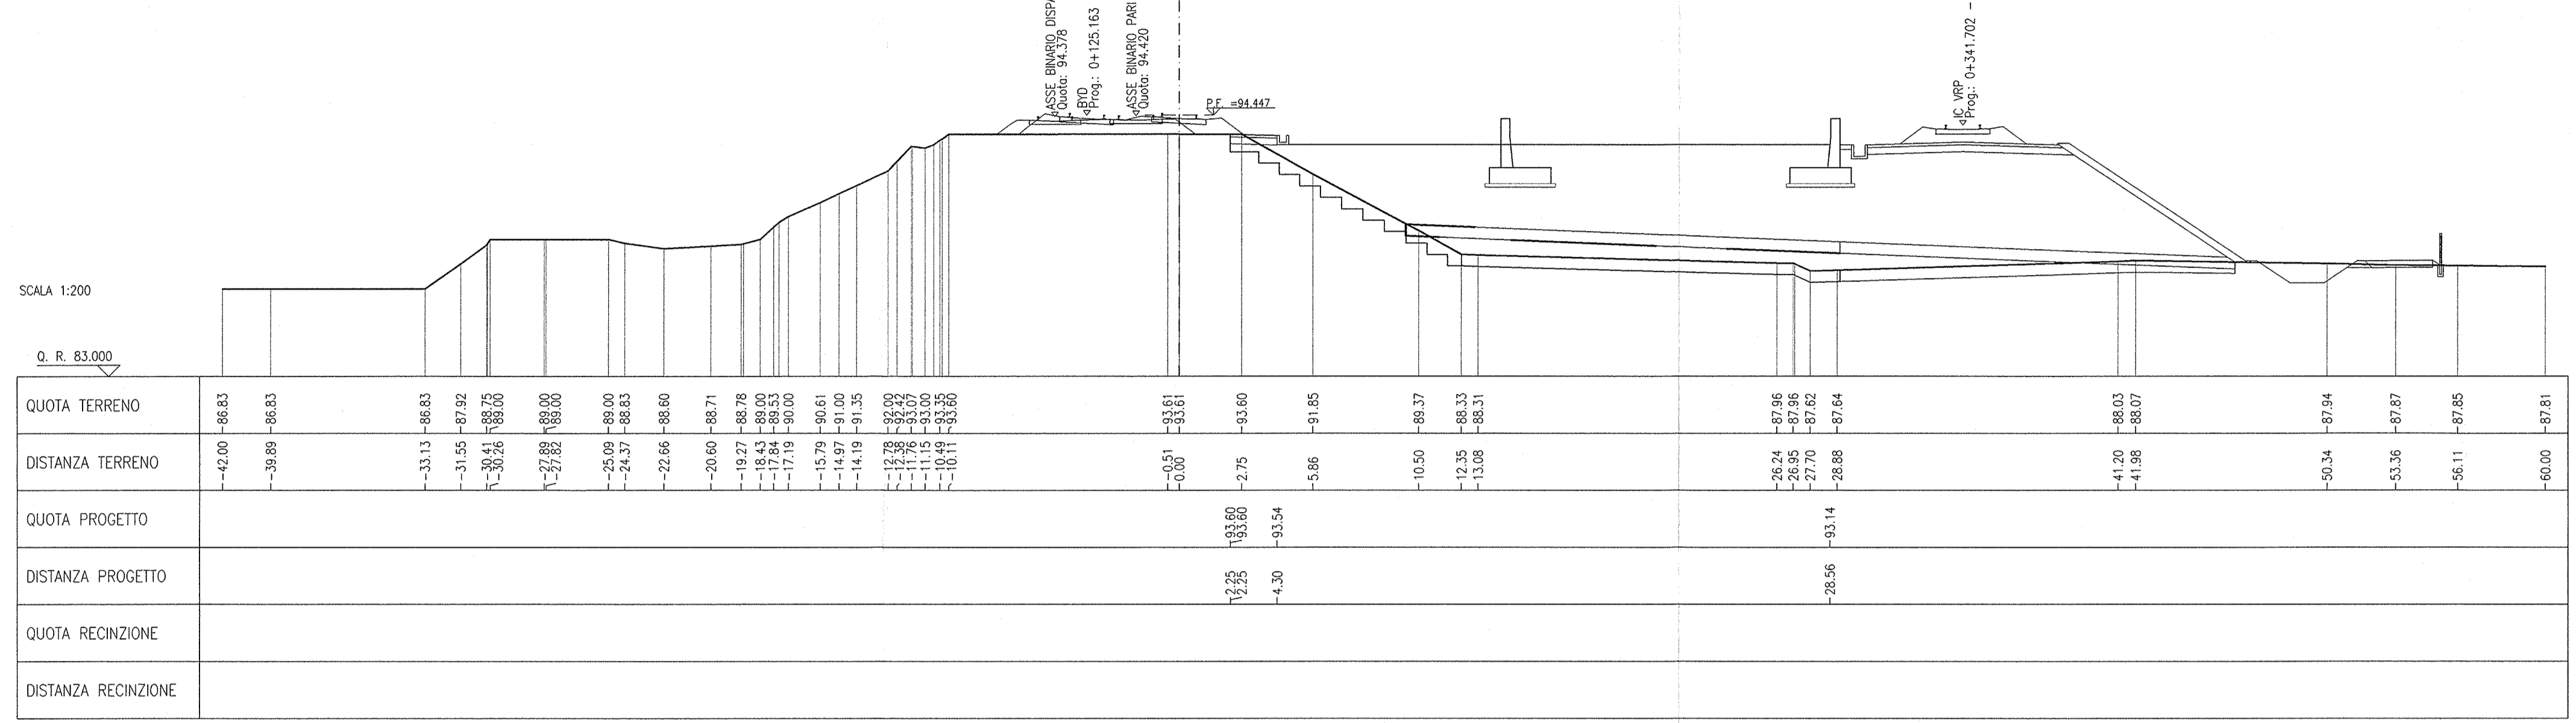 ASSE BINARIO DISPA
Quota: 94.378
BYD
Prog.: 0+125.163
ASSE BINARIO PARI
Quota: 94.420
P.F. =94.447
IC VRP
Prog.: 0+341.702 -
SCALA 1:200
Q. R. 83.000
QUOTA TERRENO 86.83 86.83 86.83 87.92 88.75 89.00 89.00 89.00 89.00 88.83 88.60 88.71 88.78 89.00 89.53 90.00 90.61 91.00 91.35 92.00 92.42 93.07 93.00 93.35 93.60 93.61 93.61 93.60 91.85 89.37 88.33 88.31 87.96 87.96 87.62 87.64 88.03 88.07 87.94 87.87 87.85 87.81
DISTANZA TERRENO -42.00 -39.89 -33.13 -31.55 -30.41 -30.26 -27.89 -27.82 -25.09 -24.37 -22.66 -20.60 -19.27 -18.43 -17.84 -17.19 -15.79 -14.97 -14.19 -12.78 -12.38 -11.76 -11.15 -10.49 -10.11 -0.51 0.00 2.75 5.86 10.50 12.35 13.08 26.24 26.95 27.70 28.88 41.20 41.98 50.34 53.36 56.11 60.00
QUOTA PROGETTO 93.60 93.60 93.54 93.14
DISTANZA PROGETTO 2.25 2.25 4.30 28.56
QUOTA RECINZIONE
DISTANZA RECINZIONE